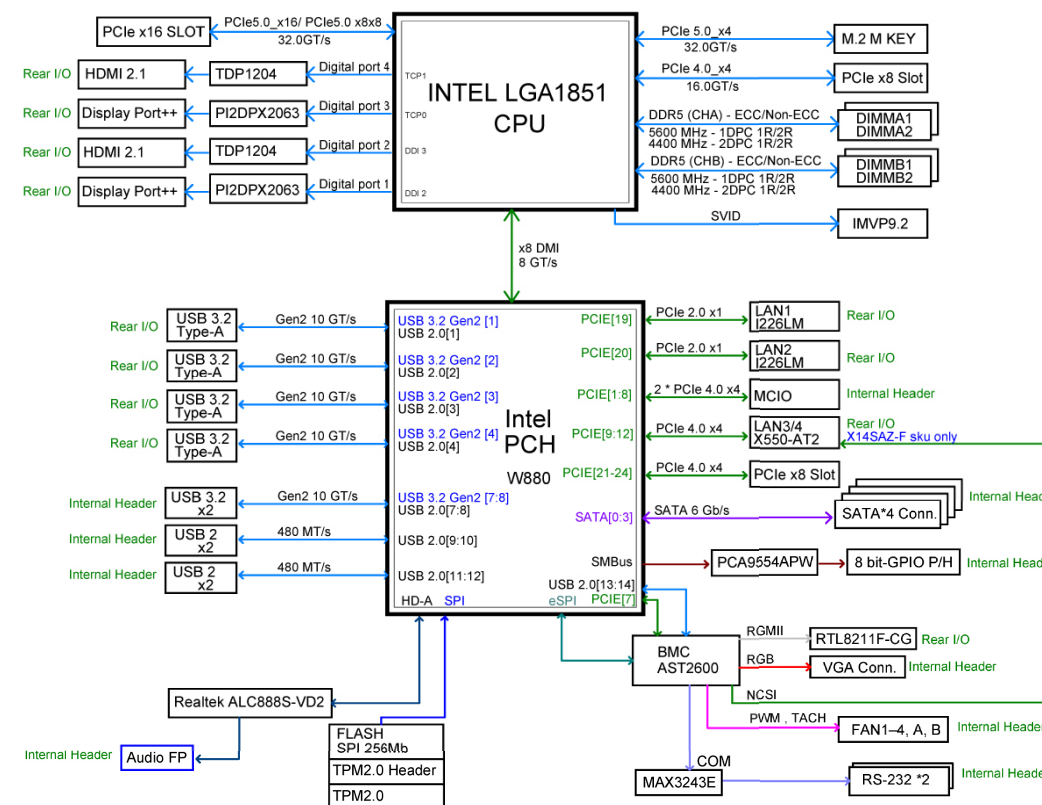 PCIe x16 SLOT
PCIe5.0_x16/ PCIe5.0 x8x8
32.0GT/s
Rear I/O
HDMI 2.1
TDP1204
Digital port 4
TCP1
Rear I/O
Display Port++
PI2DPX2063
Digital port 3
TCP0
Rear I/O
HDMI 2.1
TDP1204
Digital port 2
DDI 3
Rear I/O
Display Port++
PI2DPX2063
Digital port 1
DDI 2
INTEL LGA1851
CPU
PCIe 5.0_x4
32.0GT/s
M.2 M KEY
PCIe 4.0_x4
16.0GT/s
PCIe x8 Slot
DDR5 (CHA) - ECC/Non-ECC
5600 MHz - 1DPC 1R/2R
4400 MHz - 2DPC 1R/2R
DIMMA1
DIMMA2
DDR5 (CHB) - ECC/Non-ECC
5600 MHz - 1DPC 1R/2R
4400 MHz - 2DPC 1R/2R
DIMMB1
DIMMB2
SVID
IMVP9.2
x8 DMI
8 GT/s
Rear I/O
USB 3.2
Type-A
Gen2 10 GT/s
USB 3.2 Gen2 [1]
USB 2.0[1]
Rear I/O
USB 3.2
Type-A
Gen2 10 GT/s
USB 3.2 Gen2 [2]
USB 2.0[2]
Rear I/O
USB 3.2
Type-A
Gen2 10 GT/s
USB 3.2 Gen2 [3]
USB 2.0[3]
Rear I/O
USB 3.2
Type-A
Gen2 10 GT/s
USB 3.2 Gen2 [4]
USB 2.0[4]
Internal Header
USB 3.2
x2
Gen2 10 GT/s
USB 3.2 Gen2 [7:8]
USB 2.0[7:8]
Internal Header
USB 2
x2
480 MT/s
USB 2.0[9:10]
Internal Header
USB 2
x2
480 MT/s
USB 2.0[11:12]
HD-A
SPI
eSPI
Intel
PCH
W880
PCIE[19]
PCIe 2.0 x1
LAN1
I226LM
Rear I/O
PCIE[20]
PCIe 2.0 x1
LAN2
I226LM
Rear I/O
PCIE[1:8]
2 * PCIe 4.0 x4
MCIO
Internal Header
PCIE[9:12]
PCIe 4.0 x4
LAN3/4
X550-AT2
Rear I/O
X14SAZ-F sku only
PCIE[21-24]
PCIe 4.0 x4
PCIe x8 Slot
SATA[0:3]
SATA 6 Gb/s
SATA*4 Conn.
Internal Head
SMBus
PCA9554APW
8 bit-GPIO P/H
Internal Head
USB 2.0[13:14]
PCIE[7]
BMC
AST2600
RGMII
RTL8211F-CG
Rear I/O
RGB
VGA Conn.
Internal Header
NCSI
PWM , TACH
FAN1–4, A, B
Internal Header
COM
MAX3243E
RS-232 *2
Internal Header
Realtek ALC888S-VD2
Internal Header
Audio FP
FLASH
SPI 256Mb
TPM2.0 Header
TPM2.0